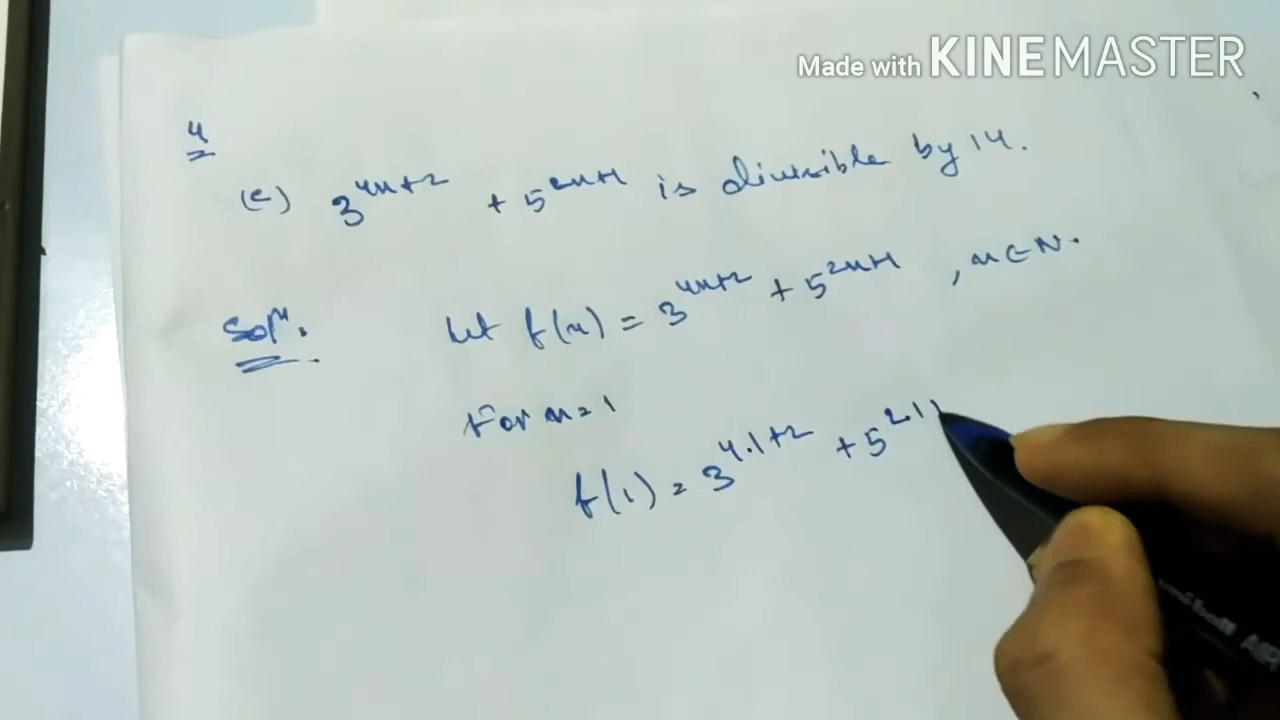 Made with KINEMASTER
4
(e) 3^{4n+2} + 5^{2n+1} is divisible by 14.
Solⁿ. Let f(n) = 3^{4n+2} + 5^{2n+1}, n ∈ N.
For n = 1
f(1) = 3^{4.1+2} + 5^{2.1